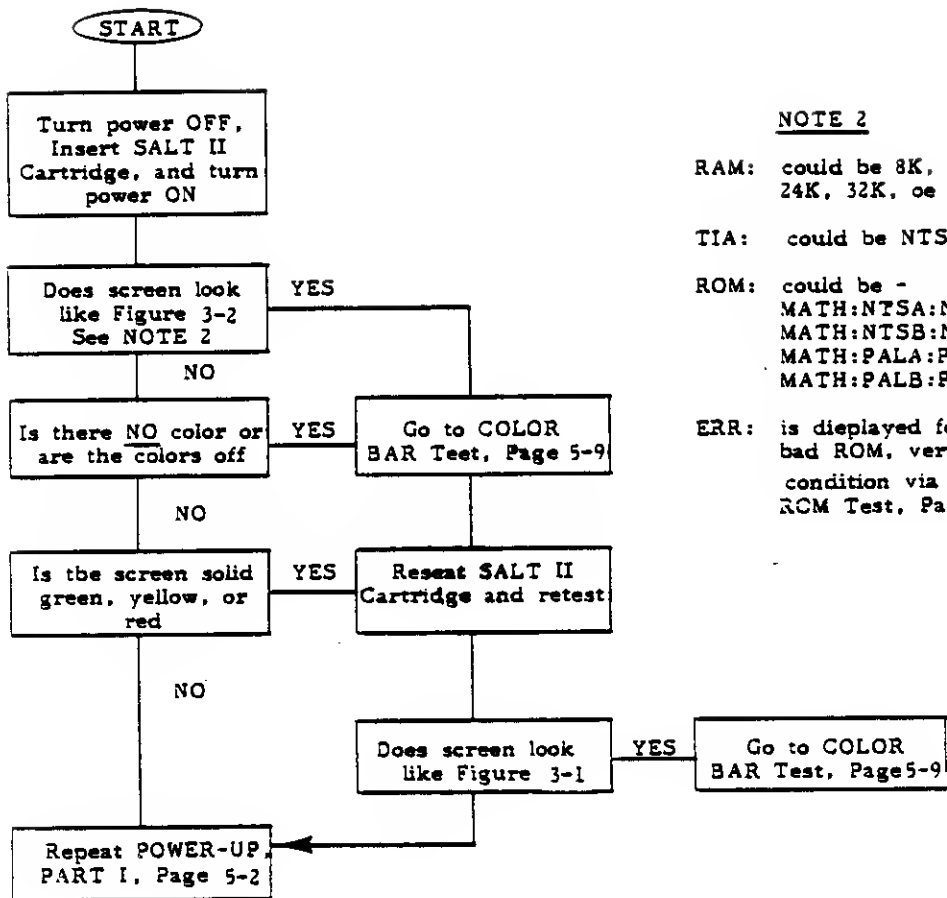 START
Turn power OFF,
Insert SALT II
Cartridge, and turn
power ON
Does screen look
like Figure 3-2
See NOTE 2
YES
NO
Is there NO color or
are the colors off
YES
Go to COLOR
BAR Teet, Page 5-9
NO
Is tbe screen solid
green, yellow, or
red
YES
Reseat SALT II
Cartridge and retest
NO
Does screen look
like Figure 3-1
YES
Go to COLOR
BAR Test, Page 5-9
Repeat POWER-UP,
PART I, Page 5-2
NOTE 2
RAM: could be 8K,
24K, 32K, oe
TIA: could be NTS
ROM: could be -
MATH:NTSA:N
MATH:NTSB:N
MATH:PALA:P
MATH:PALB:P
ERR: is dieplayed fo
bad ROM, ver
condition via
ROM Test, Pa